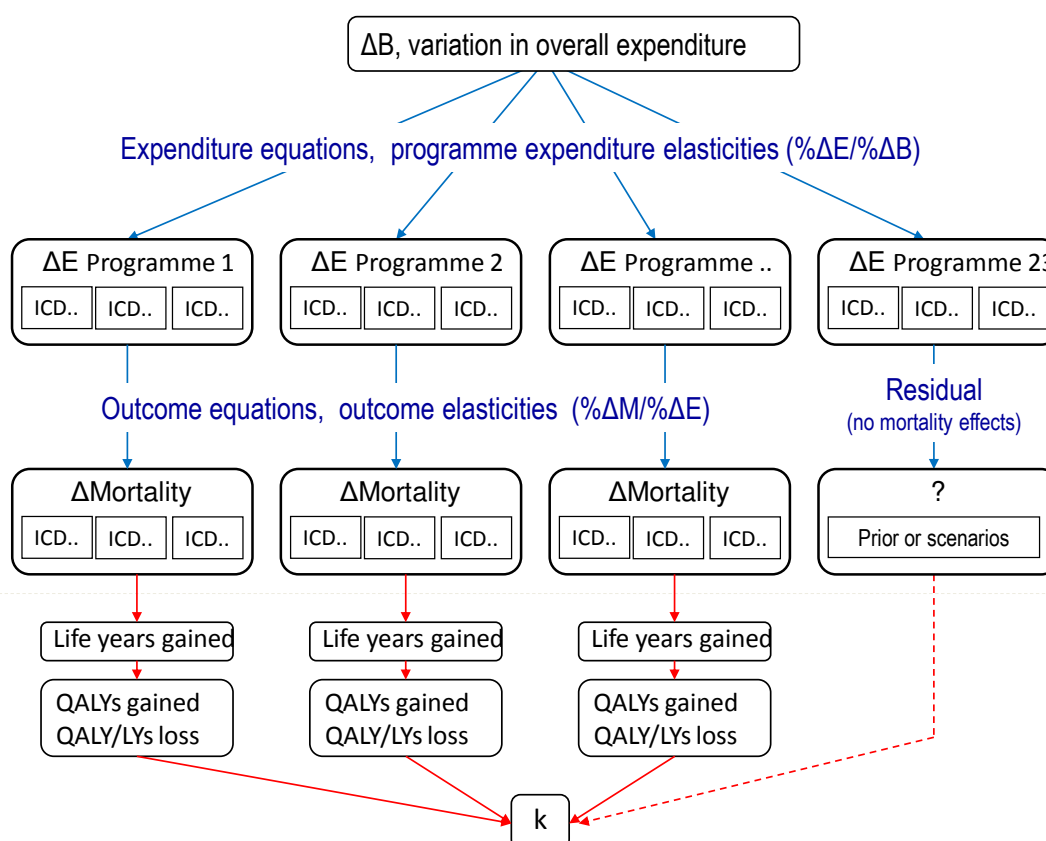 ΔB, variation in overall expenditure
Expenditure equations, programme expenditure elasticities (%ΔE/%ΔB)
ΔE Programme 1
ICD.. ICD.. ICD..
ΔE Programme 2
ICD.. ICD.. ICD..
ΔE Programme ..
ICD.. ICD.. ICD..
ΔE Programme 23
ICD.. ICD.. ICD..
Outcome equations, outcome elasticities (%ΔM/%ΔE)
Residual
(no mortality effects)
ΔMortality
ICD.. ICD.. ICD..
ΔMortality
ICD.. ICD.. ICD..
ΔMortality
ICD.. ICD.. ICD..
?
Prior or scenarios
Life years gained
Life years gained
Life years gained
QALYs gained
QALY/LYs loss
QALYs gained
QALY/LYs loss
QALYs gained
QALY/LYs loss
k